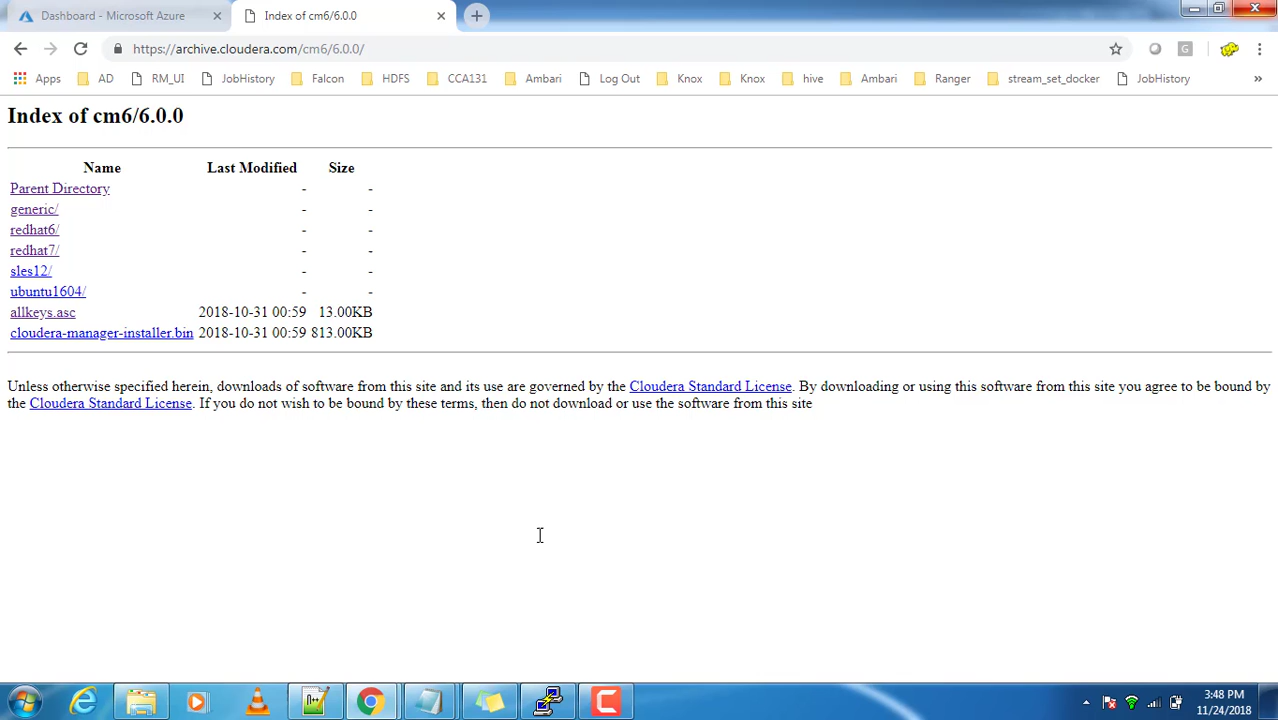 Dashboard - Microsoft Azure
Index of cm6/6.0.0
https://archive.cloudera.com/cm6/6.0.0/
G
Apps AD RM_UI JobHistory Falcon HDFS CCA131 Ambari Log Out Knox Knox hive Ambari Ranger stream_set_docker JobHistory »
Index of cm6/6.0.0
Name Last Modified Size
Parent Directory - -
generic/ - -
redhat6/ - -
redhat7/ - -
sles12/ - -
ubuntu1604/ - -
allkeys.asc 2018-10-31 00:59 13.00KB
cloudera-manager-installer.bin 2018-10-31 00:59 813.00KB
Unless otherwise specified herein, downloads of software from this site and its use are governed by the Cloudera Standard License. By downloading or using this software from this site you agree to be bound by
the Cloudera Standard License. If you do not wish to be bound by these terms, then do not download or use the software from this site
3:48 PM
11/24/2018